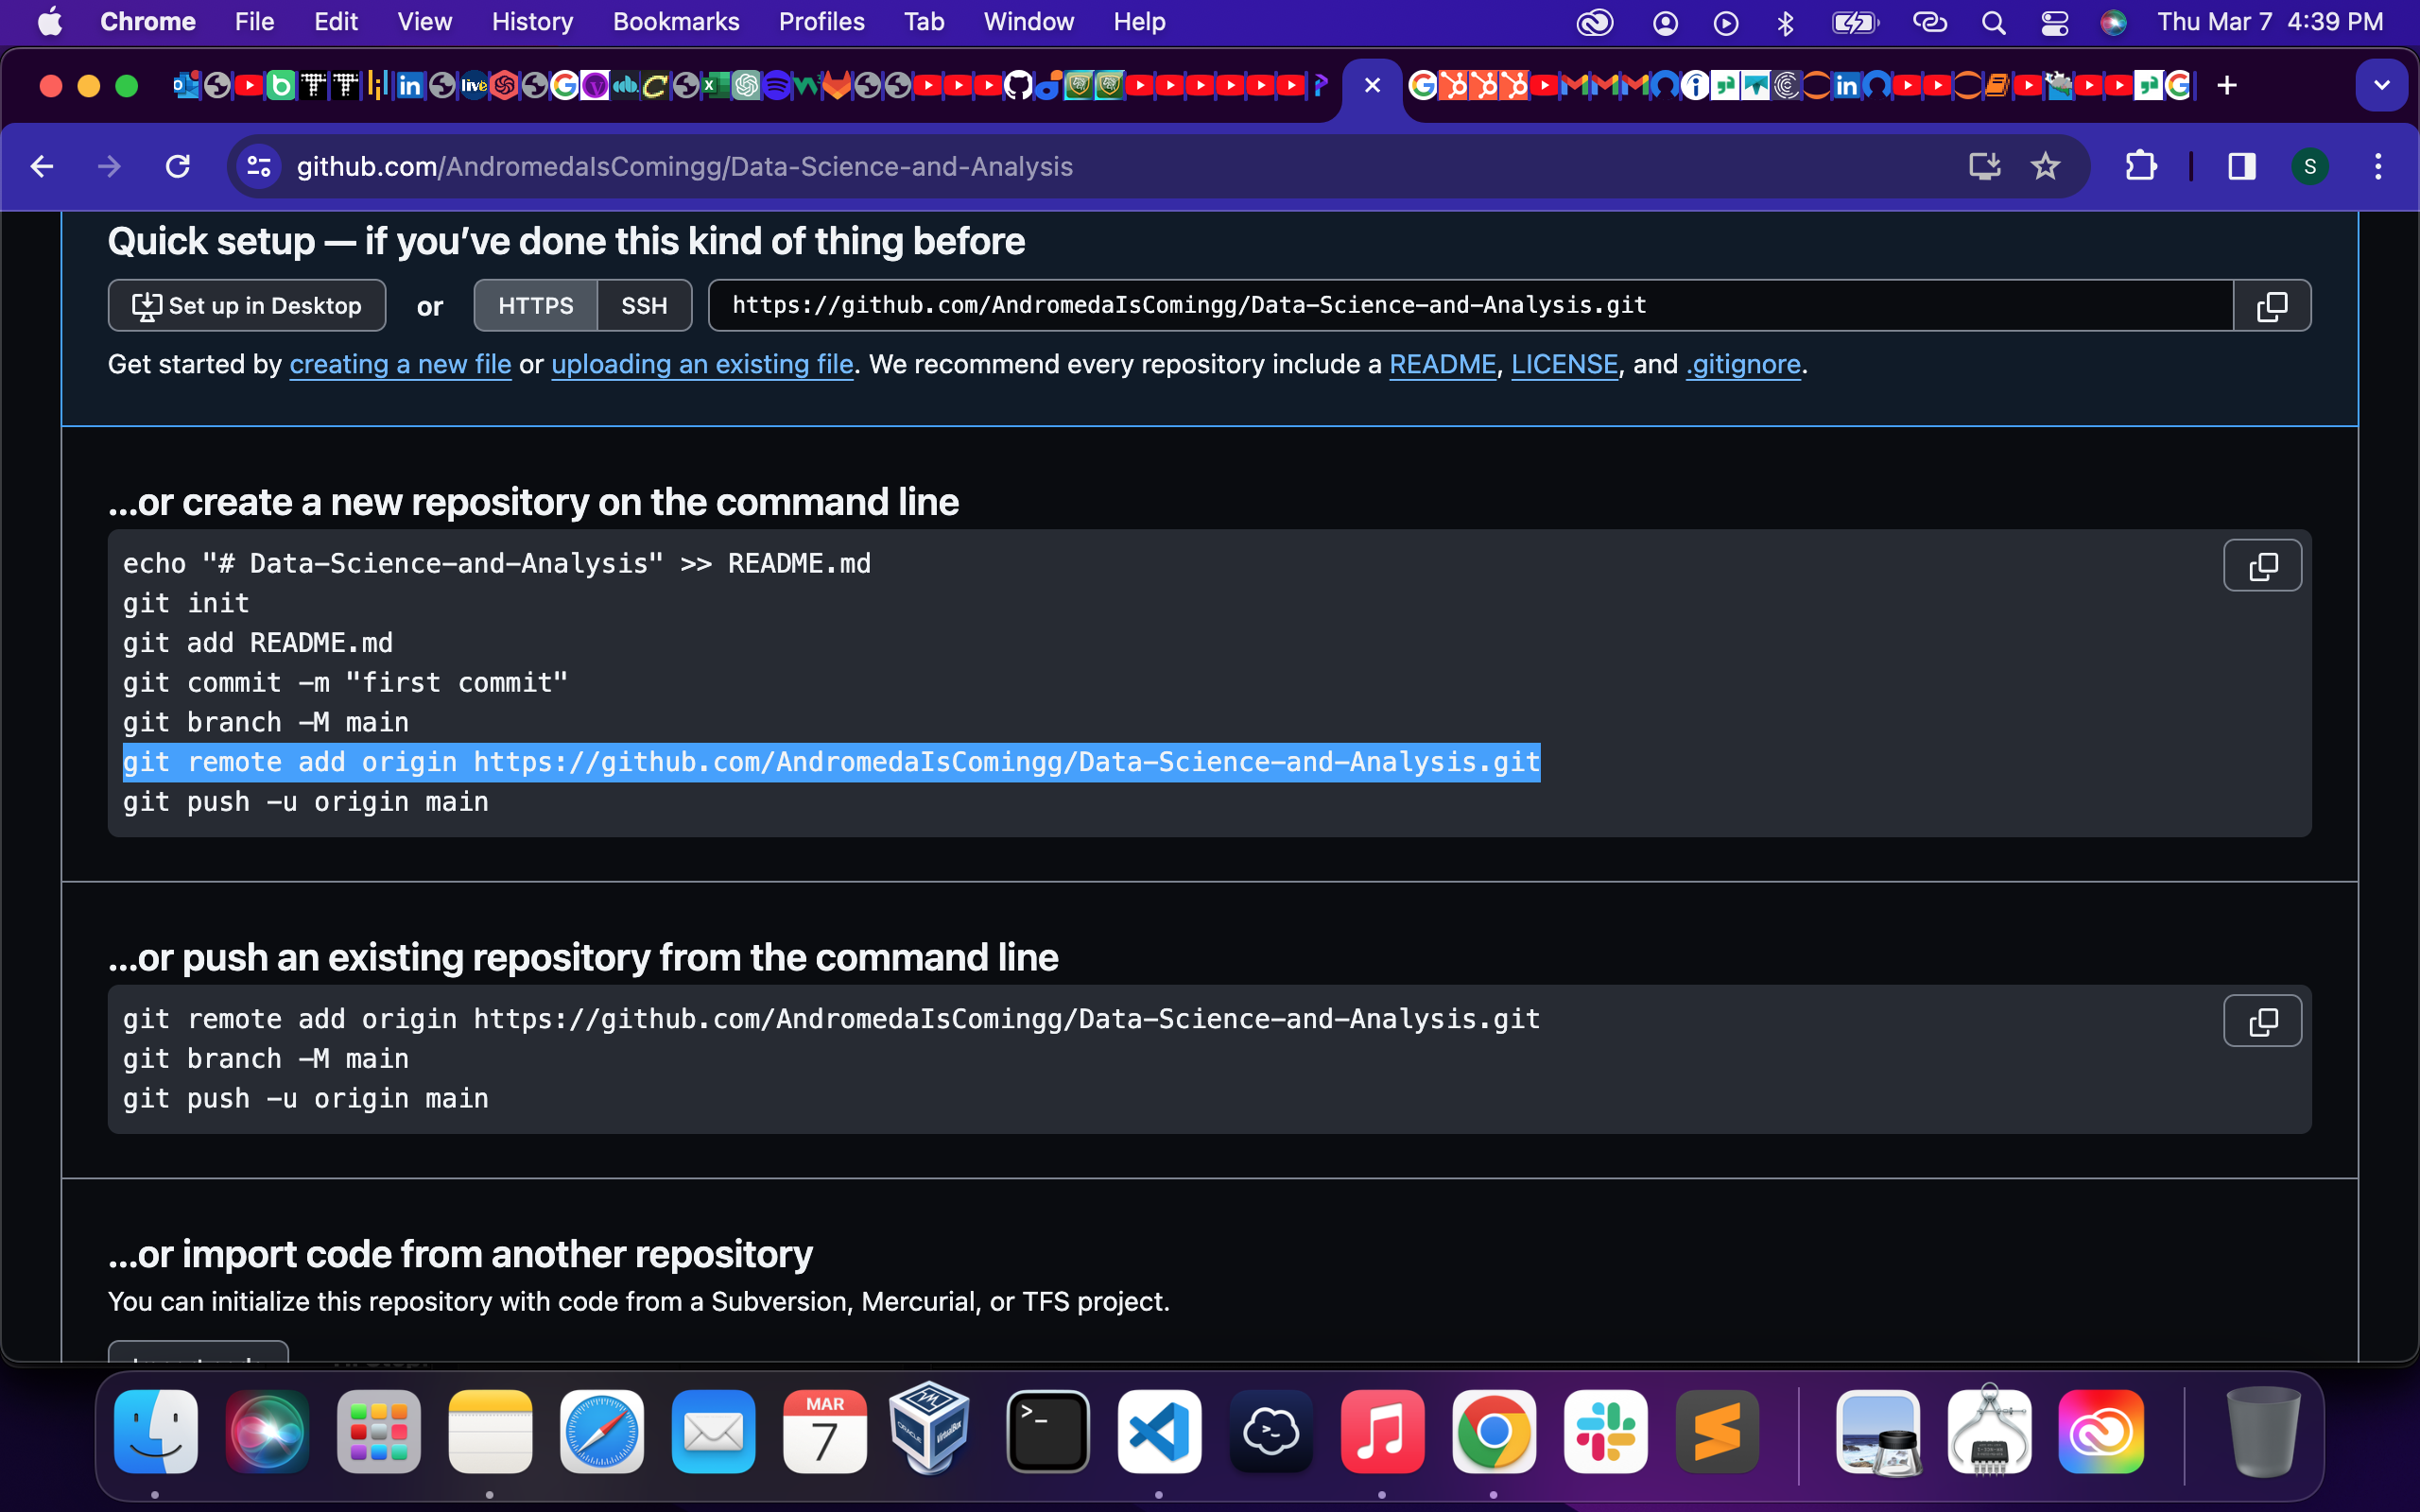 Chrome File Edit View History Bookmarks Profiles Tab Window Help Thu Mar 7 4:39 PM
github.com/AndromedaIsComingg/Data-Science-and-Analysis S
Quick setup — if you’ve done this kind of thing before
Set up in Desktop or HTTPS SSH https://github.com/AndromedaIsComingg/Data-Science-and-Analysis.git
Get started by creating a new file or uploading an existing file. We recommend every repository include a README, LICENSE, and .gitignore.
…or create a new repository on the command line
echo "# Data-Science-and-Analysis" >> README.md
git init
git add README.md
git commit -m "first commit"
git branch -M main
git remote add origin https://github.com/AndromedaIsComingg/Data-Science-and-Analysis.git
git push -u origin main
…or push an existing repository from the command line
git remote add origin https://github.com/AndromedaIsComingg/Data-Science-and-Analysis.git
git branch -M main
git push -u origin main
…or import code from another repository
You can initialize this repository with code from a Subversion, Mercurial, or TFS project.
MAR
7